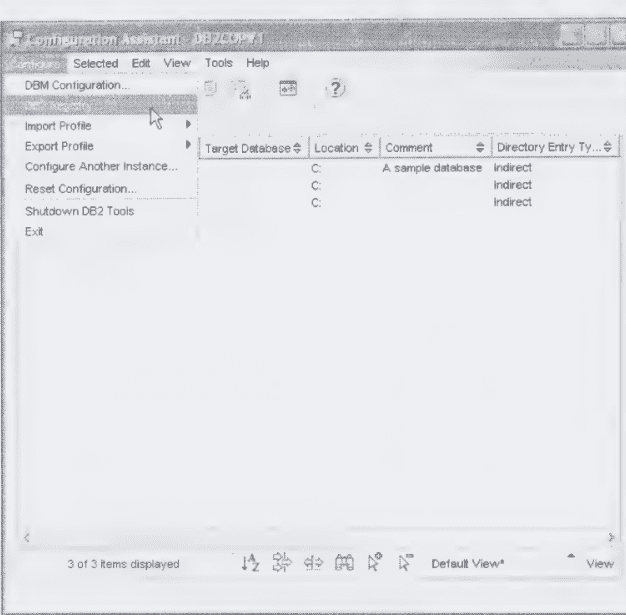 Configuration Assistant - DB2COPY1
Configure Selected Edit View Tools Help
DBM Configuration...
Import Profile
Export Profile
Configure Another Instance...
Reset Configuration...
Shutdown DB2 Tools
Exit
Target Database Location Comment Directory Entry Ty...
C: A sample database Indirect
C: Indirect
C: Indirect
3 of 3 items displayed
Default View* View